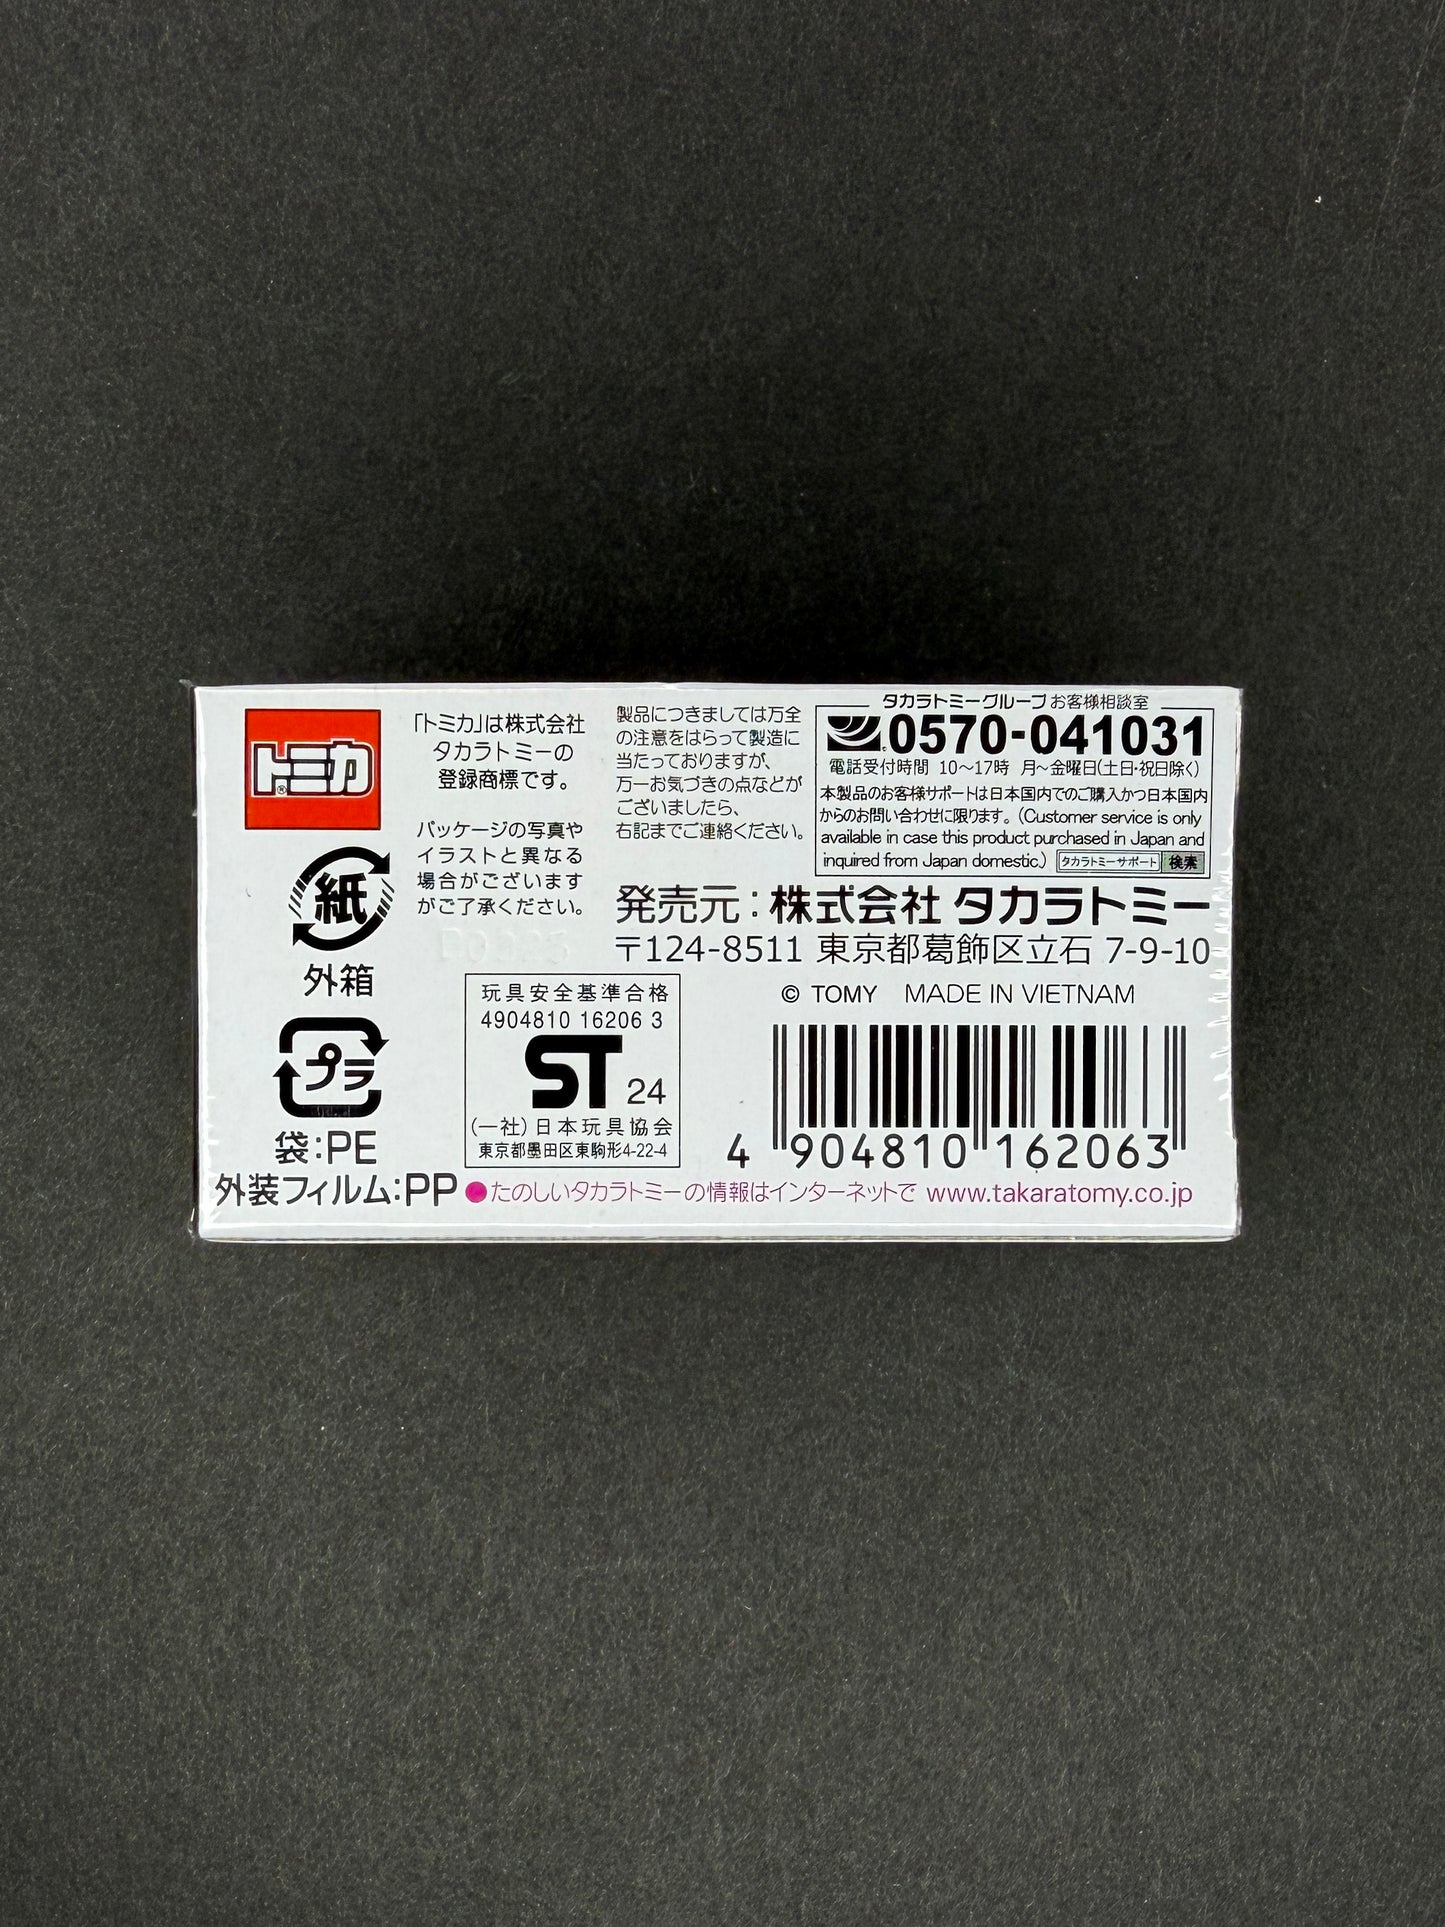 トミカ®
「トミカ」は株式会社
タカラトミーの
登録商標です。
パッケージの写真や
イラストと異なる
場合がございます
がご了承ください。
紙
外箱
プラ
袋:PE
外装フィルム:PP
製品につきましては万全
の注意をはらって製造に
当たっておりますが、
万一お気づきの点などが
ございましたら、
右記までご連絡ください。
タカラトミーグループ お客様相談室
0570-041031
電話受付時間 10~17時 月~金曜日(土日・祝日除く)
本製品のお客様サポートは日本国内でのご購入かつ日本国内
からのお問い合わせに限ります。(Customer service is only
available in case this product purchased in Japan and
inquired from Japan domestic.) タカラトミーサポート 検索
発売元:株式会社 タカラトミー
〒124-8511 東京都葛飾区立石 7-9-10
© TOMY MADE IN VIETNAM
玩具安全基準合格
4904810 16206 3
ST 24
(一社)日本玩具協会
東京都墨田区東駒形4-22-4
4 904810 162063
●たのしいタカラトミーの情報はインターネットで www.takaratomy.co.jp